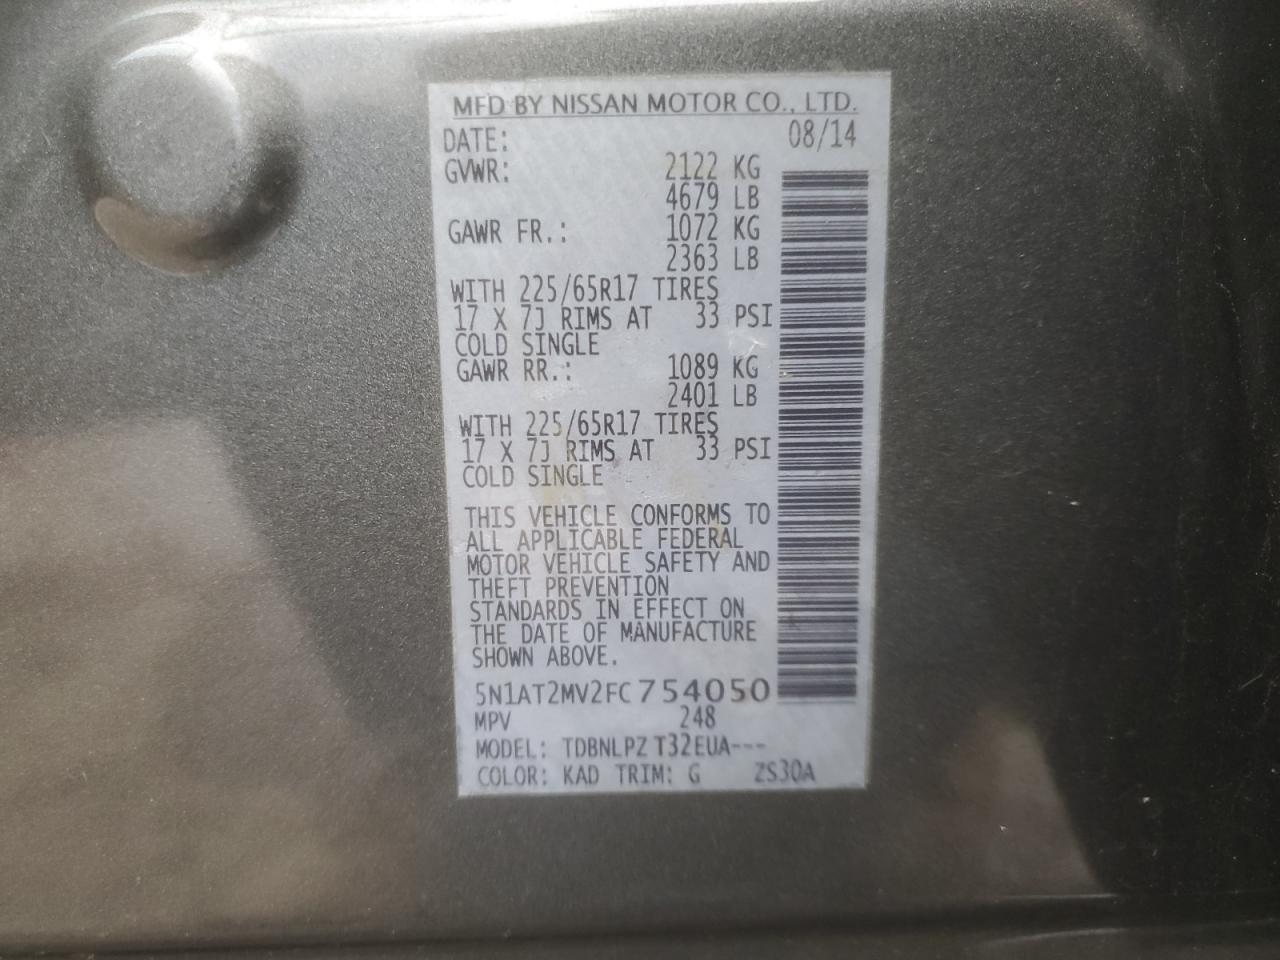 MFD BY NISSAN MOTOR CO., LTD.
DATE: 08/14
GVWR: 2122 KG
4679 LB
GAWR FR.: 1072 KG
2363 LB
WITH 225/65R17 TIRES
17 X 7J RIMS AT 33 PSI
COLD SINGLE
GAWR RR.: 1089 KG
2401 LB
WITH 225/65R17 TIRES
17 X 7J RIMS AT 33 PSI
COLD SINGLE
THIS VEHICLE CONFORMS TO
ALL APPLICABLE FEDERAL
MOTOR VEHICLE SAFETY AND
THEFT PREVENTION
STANDARDS IN EFFECT ON
THE DATE OF MANUFACTURE
SHOWN ABOVE.
5N1AT2MV2FC754050
MPV 248
MODEL: TDBNLPZ T32EUA---
COLOR: KAD TRIM: G ZS30A